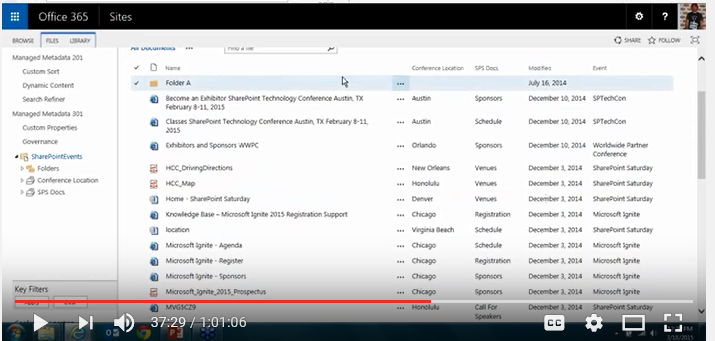 Office 365 Sites
BROWSE FILES LIBRARY SHARE FOLLOW
Managed Metadata 201
Custom Sort
Dynamic Content
Search Refiner
Managed Metadata 301
Custom Properties
Governance
SharePointEvents
Folders
Conference Location
SPS Docs
Key Filters
All Documents ... Find a file
Name Conference Location SPS Docs Modified Event
Folder A ... July 16, 2014
Become an Exhibitor SharePoint Technology Conference Austin, TX ... Austin Sponsors December 10, 2014 SPTechCon
February 8-11, 2015
Classes SharePoint Technology Conference Austin, TX February 8-11, ... Austin Schedule December 10, 2014 SPTechCon
2015
Exhibitors and Sponsors WWPC ... Orlando Sponsors December 10, 2014 Worldwide Partner
Conference
HCC_DrivingDirections ... New Orleans Venues December 3, 2014 SharePoint Saturday
HCC_Map ... Honolulu Venues December 3, 2014 SharePoint Saturday
Home - SharePoint Saturday ... Denver Venues December 3, 2014 SharePoint Saturday
Knowledge Base – Microsoft Ignite 2015 Registration Support ... Chicago Registration December 3, 2014 Microsoft Ignite
location ... Virginia Beach Schedule December 3, 2014 SharePoint Saturday
Microsoft Ignite - Agenda ... Chicago Schedule December 3, 2014 Microsoft Ignite
Microsoft Ignite - Register ... Chicago Registration December 3, 2014 Microsoft Ignite
Microsoft Ignite - Sponsors ... Chicago Sponsors December 3, 2014 Microsoft Ignite
Microsoft_Ignite_2015_Prospectus ... Chicago Sponsors December 3, 2014 Microsoft Ignite
MVG5CZ9 ... Honolulu Call For December 3, 2014 SharePoint Saturday
Speakers
37:29 / 1:01:06 CC
3/18/2015